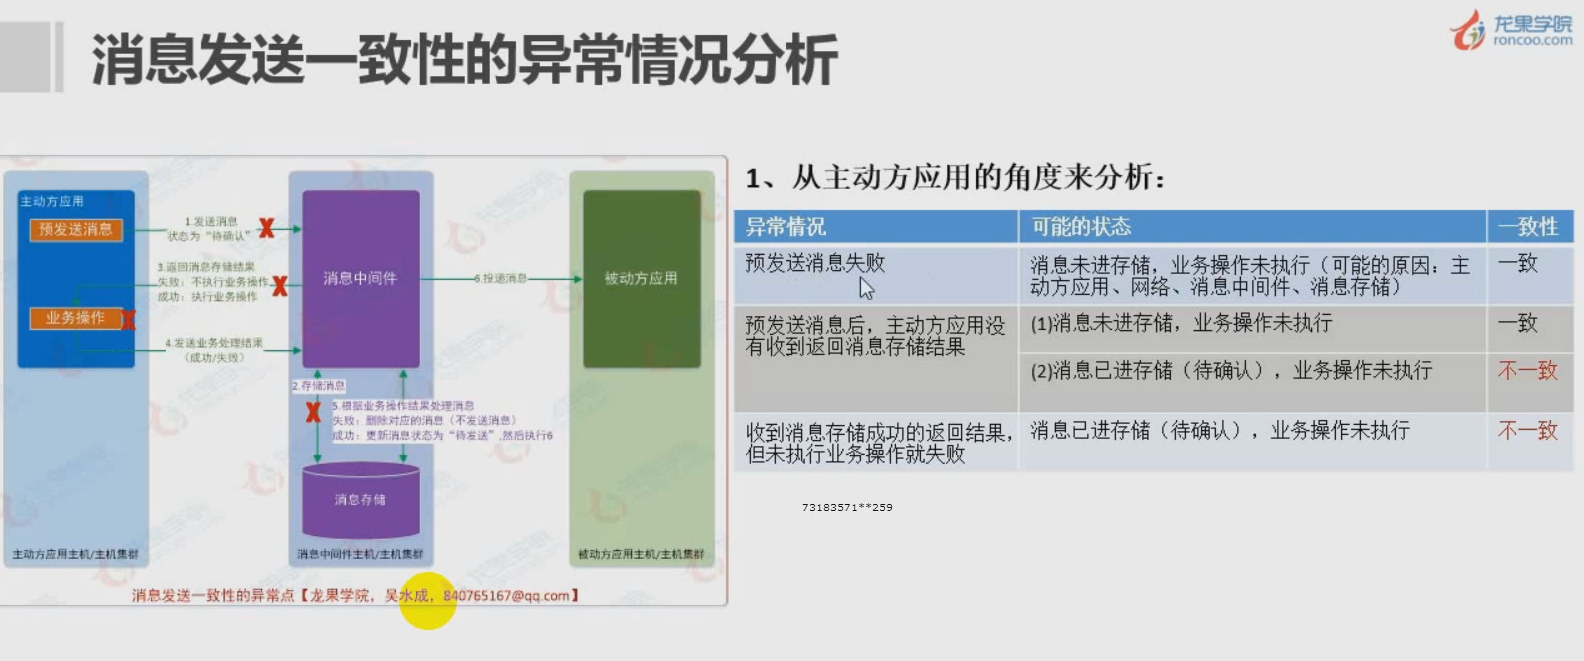 消息发送一致性的异常情况分析
龙果学院
roncoo.com
主动方应用
预发送消息
1.发送消息
状态为“待确认”
3.返回消息存储结果
失败：不执行业务操作
成功：执行业务操作
业务操作
4.发送业务处理结果
（成功/失败）
消息中间件
6.投递消息
被动方应用
2.存储消息
5.根据业务操作结果处理消息
失败：删除对应的消息（不发送消息）
成功：更新消息状态为“待发送”,然后执行6
消息存储
主动方应用主机/主机集群
消息中间件主机/主机集群
被动方应用主机/主机集群
消息发送一致性的异常点【龙果学院，吴水成，840765167@qq.com】
1、从主动方应用的角度来分析：
异常情况
可能的状态
一致性
预发送消息失败
消息未进存储，业务操作未执行（可能的原因：主
动方应用、网络、消息中间件、消息存储）
一致
预发送消息后，主动方应用没
有收到返回消息存储结果
(1)消息未进存储，业务操作未执行
一致
(2)消息已进存储（待确认），业务操作未执行
不一致
收到消息存储成功的返回结果，
但未执行业务操作就失败
消息已进存储（待确认），业务操作未执行
不一致
73183571**259